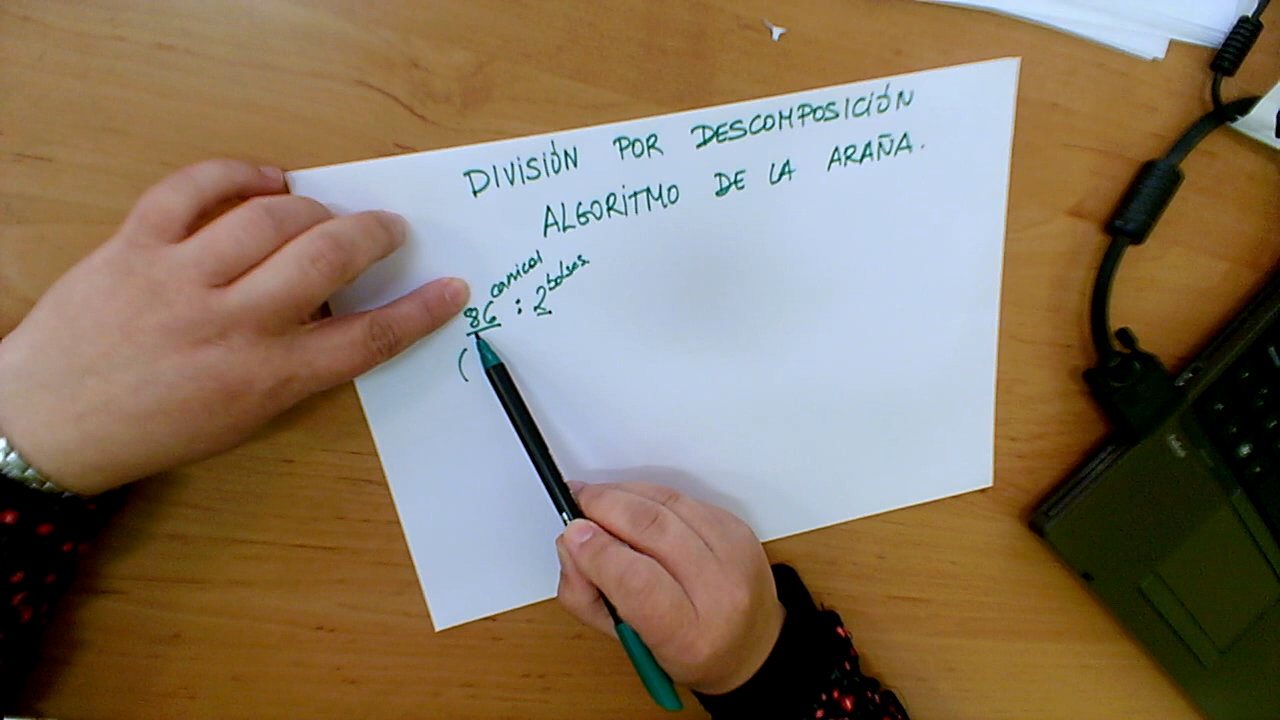 DIVISIÓN POR DESCOMPOSICIÓN
ALGORITMO DE LA ARAÑA.
canicas bolsas
86 : 2
(